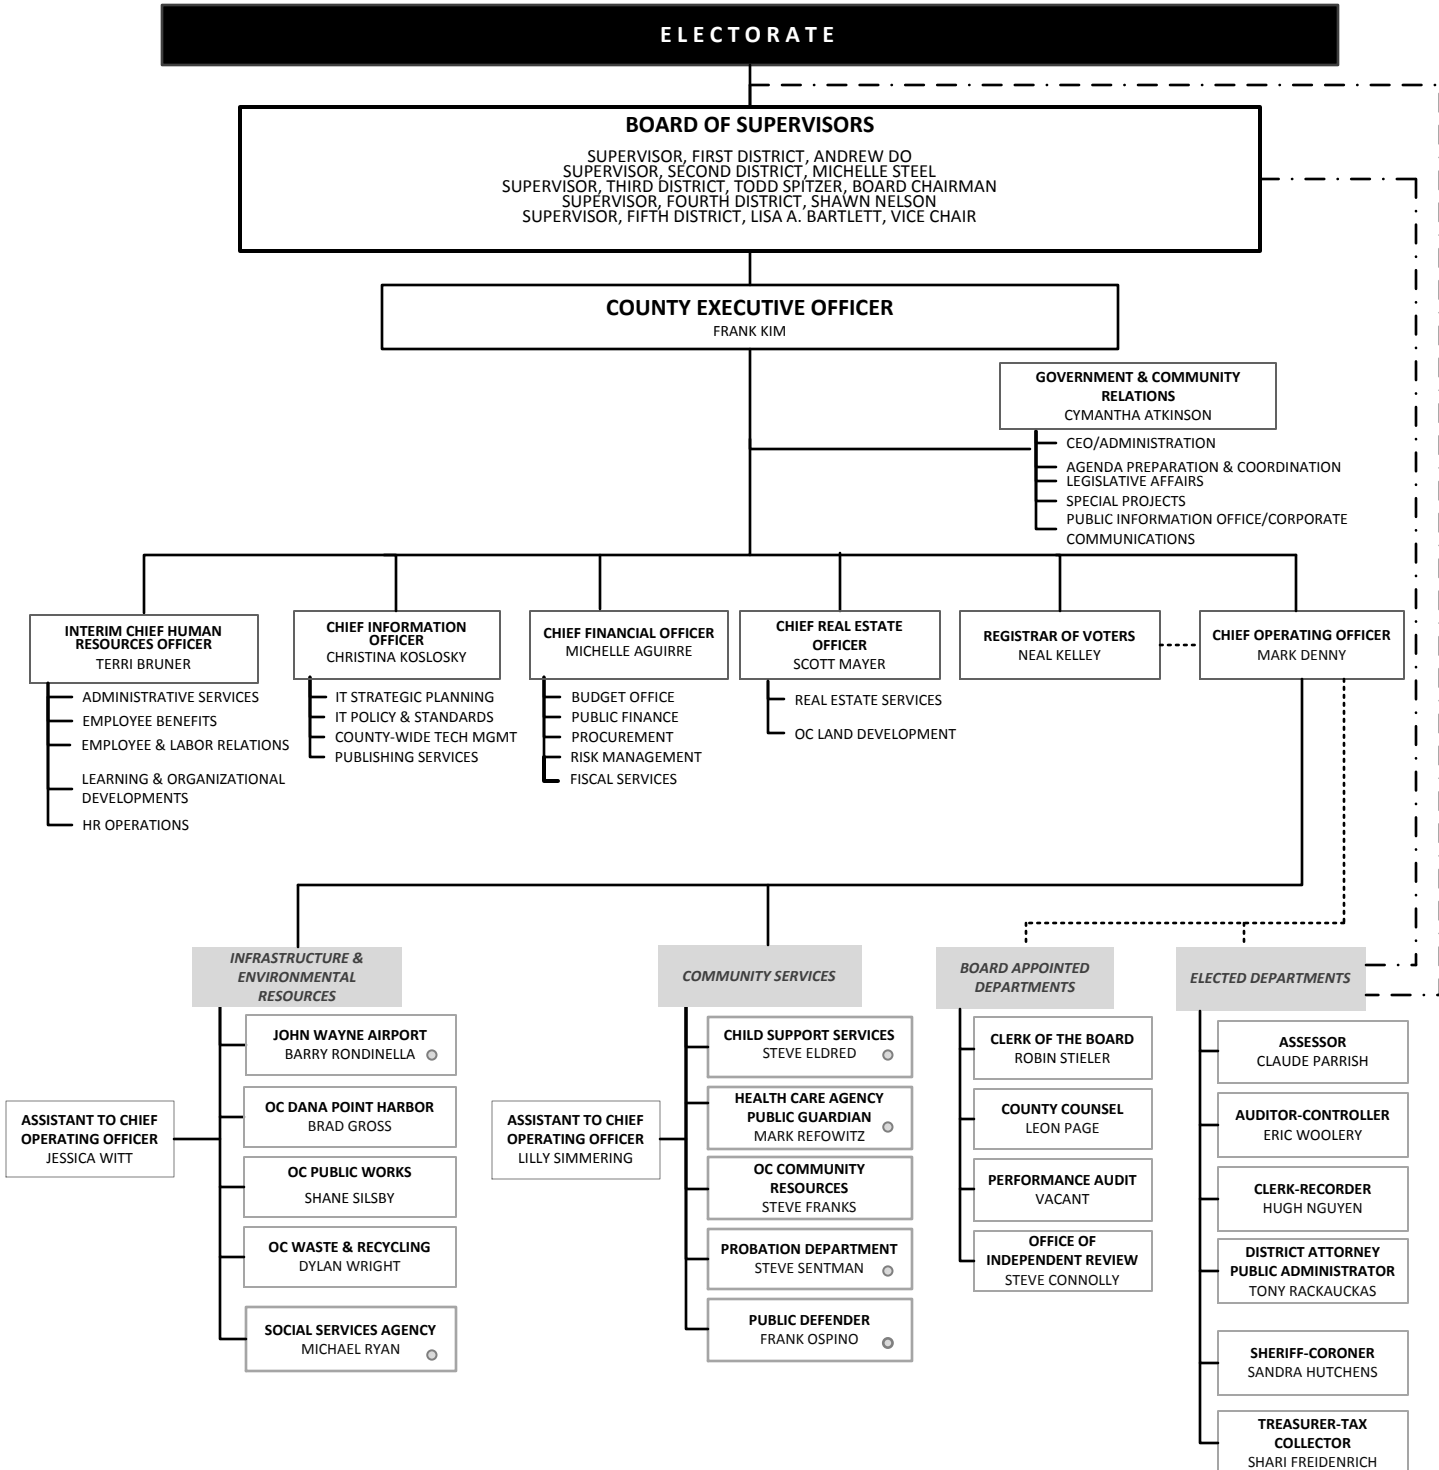 ELECTORATE
BOARD OF SUPERVISORS
SUPERVISOR, FIRST DISTRICT, ANDREW DO
SUPERVISOR, SECOND DISTRICT, MICHELLE STEEL
SUPERVISOR, THIRD DISTRICT, TODD SPITZER, BOARD CHAIRMAN
SUPERVISOR, FOURTH DISTRICT, SHAWN NELSON
SUPERVISOR, FIFTH DISTRICT, LISA A. BARTLETT, VICE CHAIR
COUNTY EXECUTIVE OFFICER
FRANK KIM
GOVERNMENT & COMMUNITY
RELATIONS
CYMANTHA ATKINSON
CEO/ADMINISTRATION
AGENDA PREPARATION & COORDINATION
LEGISLATIVE AFFAIRS
SPECIAL PROJECTS
PUBLIC INFORMATION OFFICE/CORPORATE
COMMUNICATIONS
INTERIM CHIEF HUMAN
RESOURCES OFFICER
TERRI BRUNER
ADMINISTRATIVE SERVICES
EMPLOYEE BENEFITS
EMPLOYEE & LABOR RELATIONS
LEARNING & ORGANIZATIONAL
DEVELOPMENTS
HR OPERATIONS
CHIEF INFORMATION
OFFICER
CHRISTINA KOSLOSKY
IT STRATEGIC PLANNING
IT POLICY & STANDARDS
COUNTY-WIDE TECH MGMT
PUBLISHING SERVICES
CHIEF FINANCIAL OFFICER
MICHELLE AGUIRRE
BUDGET OFFICE
PUBLIC FINANCE
PROCUREMENT
RISK MANAGEMENT
FISCAL SERVICES
CHIEF REAL ESTATE
OFFICER
SCOTT MAYER
REAL ESTATE SERVICES
OC LAND DEVELOPMENT
REGISTRAR OF VOTERS
NEAL KELLEY
CHIEF OPERATING OFFICER
MARK DENNY
INFRASTRUCTURE &
ENVIRONMENTAL
RESOURCES
JOHN WAYNE AIRPORT
BARRY RONDINELLA
OC DANA POINT HARBOR
BRAD GROSS
ASSISTANT TO CHIEF
OPERATING OFFICER
JESSICA WITT
OC PUBLIC WORKS
SHANE SILSBY
OC WASTE & RECYCLING
DYLAN WRIGHT
SOCIAL SERVICES AGENCY
MICHAEL RYAN
COMMUNITY SERVICES
CHILD SUPPORT SERVICES
STEVE ELDRED
HEALTH CARE AGENCY
PUBLIC GUARDIAN
MARK REFOWITZ
ASSISTANT TO CHIEF
OPERATING OFFICER
LILLY SIMMERING
OC COMMUNITY
RESOURCES
STEVE FRANKS
PROBATION DEPARTMENT
STEVE SENTMAN
PUBLIC DEFENDER
FRANK OSPINO
BOARD APPOINTED
DEPARTMENTS
CLERK OF THE BOARD
ROBIN STIELER
COUNTY COUNSEL
LEON PAGE
PERFORMANCE AUDIT
VACANT
OFFICE OF
INDEPENDENT REVIEW
STEVE CONNOLLY
ELECTED DEPARTMENTS
ASSESSOR
CLAUDE PARRISH
AUDITOR-CONTROLLER
ERIC WOOLERY
CLERK-RECORDER
HUGH NGUYEN
DISTRICT ATTORNEY
PUBLIC ADMINISTRATOR
TONY RACKAUCKAS
SHERIFF-CORONER
SANDRA HUTCHENS
TREASURER-TAX
COLLECTOR
SHARI FREIDENRICH